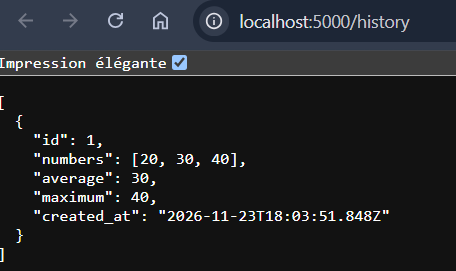 localhost:5000/history
Impression élégante
[
  {
    "id": 1,
    "numbers": [20, 30, 40],
    "average": 30,
    "maximum": 40,
    "created_at": "2026-11-23T18:03:51.848Z"
  }
]